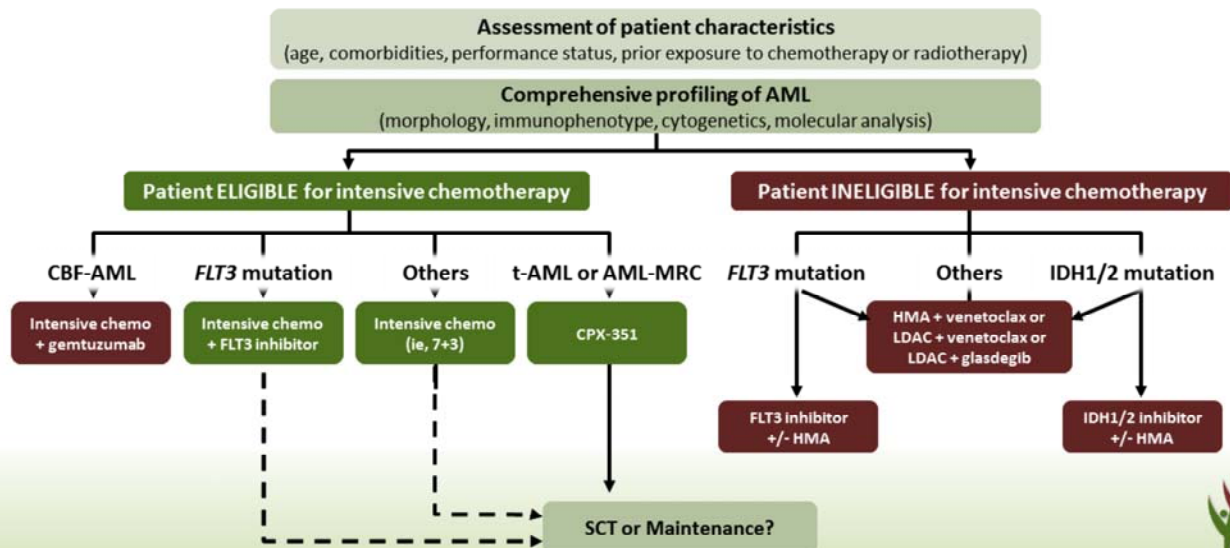 Assessment of patient characteristics
(age, comorbidities, performance status, prior exposure to chemotherapy or radiotherapy)
Comprehensive profiling of AML
(morphology, immunophenotype, cytogenetics, molecular analysis)
Patient ELIGIBLE for intensive chemotherapy
Patient INELIGIBLE for intensive chemotherapy
CBF-AML
FLT3 mutation
Others
t-AML or AML-MRC
FLT3 mutation
Others
IDH1/2 mutation
Intensive chemo
+ gemtuzumab
Intensive chemo
+ FLT3 inhibitor
Intensive chemo
(ie, 7+3)
CPX-351
HMA + venetoclax or
LDAC + venetoclax or
LDAC + glasdegib
FLT3 inhibitor
+/- HMA
IDH1/2 inhibitor
+/- HMA
SCT or Maintenance?